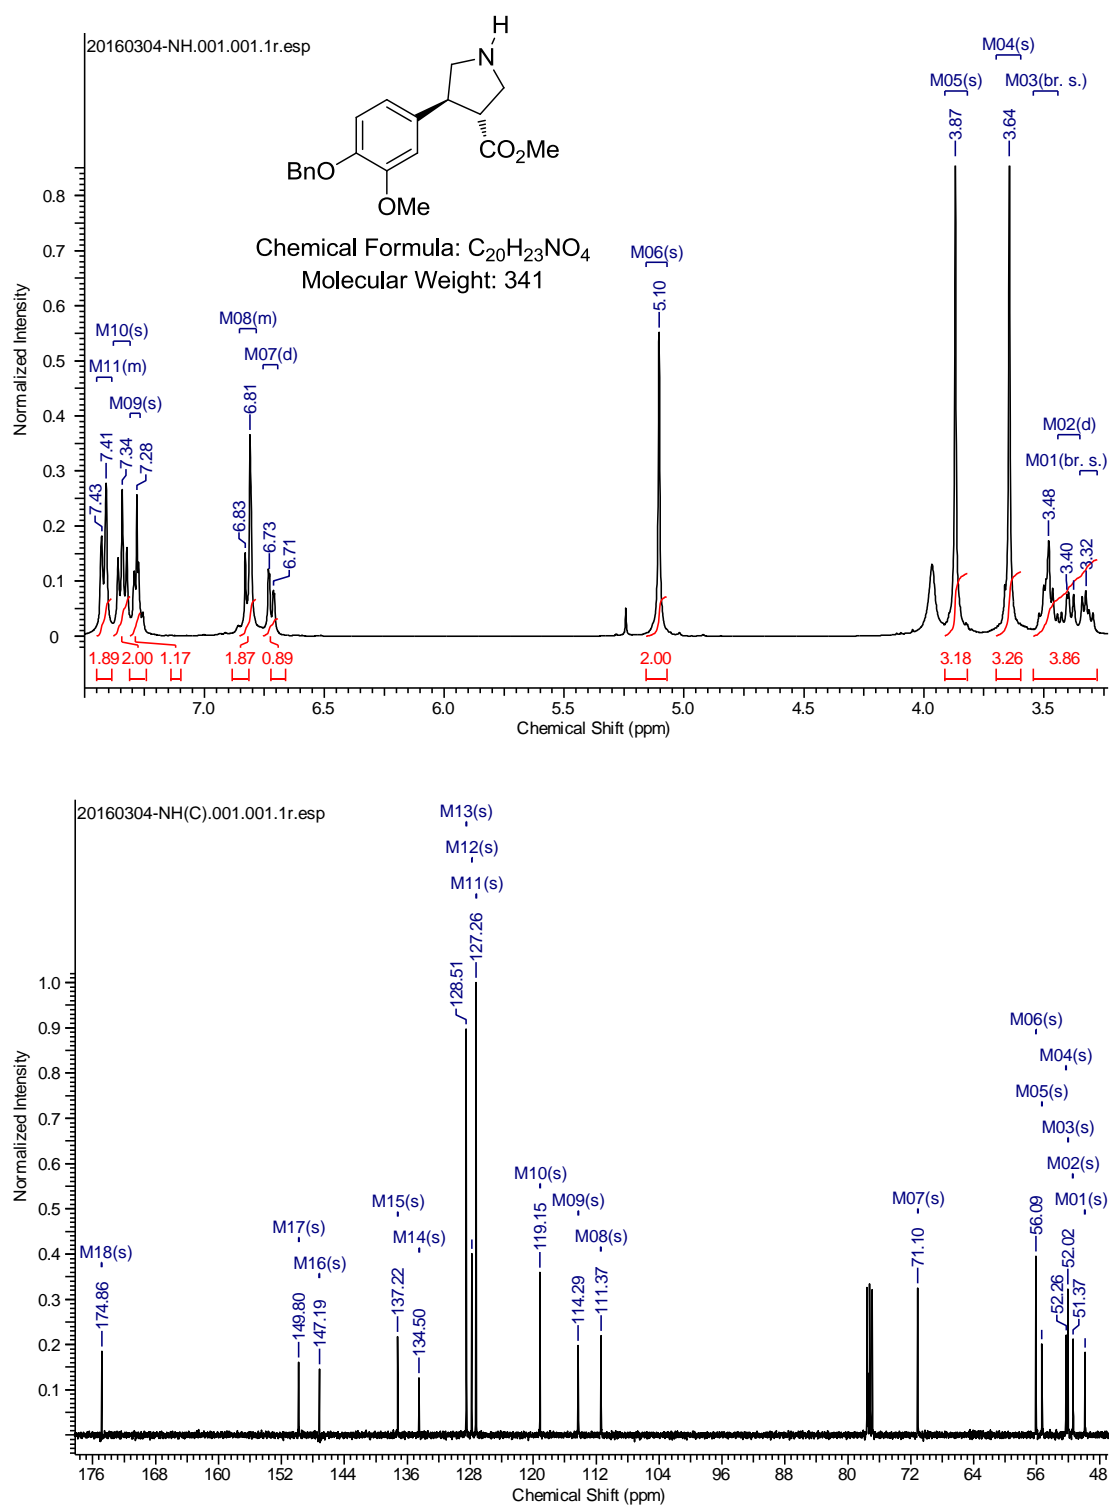 20160304-NH.001.001.1r.esp
H
N
CO2Me
BnO
OMe
Chemical Formula: C20H23NO4
Molecular Weight: 341
M04(s)
M05(s) M03(br. s.)
3.87 3.64
M06(s)
5.10
M08(m)
M10(s)
M07(d)
M11(m)
M09(s)
M02(d)
M01(br. s.)
7.43 7.41 7.34 7.28
6.83 6.81 6.73 6.71
3.48 3.40 3.32
Normalized Intensity
0.8
0.7
0.6
0.5
0.4
0.3
0.2
0.1
0
1.89 2.00 1.17 1.87 0.89 2.00 3.18 3.26 3.86
7.0 6.5 6.0 5.5 5.0 4.5 4.0 3.5
Chemical Shift (ppm)
20160304-NH(C).001.001.1r.esp
M13(s)
M12(s)
M11(s)
128.51 127.26
M06(s)
M04(s)
M05(s)
M03(s)
M02(s)
M01(s)
M10(s)
M09(s)
M08(s)
M07(s)
M15(s)
M14(s)
M17(s)
M16(s)
M18(s)
174.86 149.80 147.19 137.22 134.50 119.15 114.29 111.37 71.10 56.09 52.26 52.02 51.37
Normalized Intensity
1.0
0.9
0.8
0.7
0.6
0.5
0.4
0.3
0.2
0.1
176 168 160 152 144 136 128 120 112 104 96 88 80 72 64 56 48
Chemical Shift (ppm)